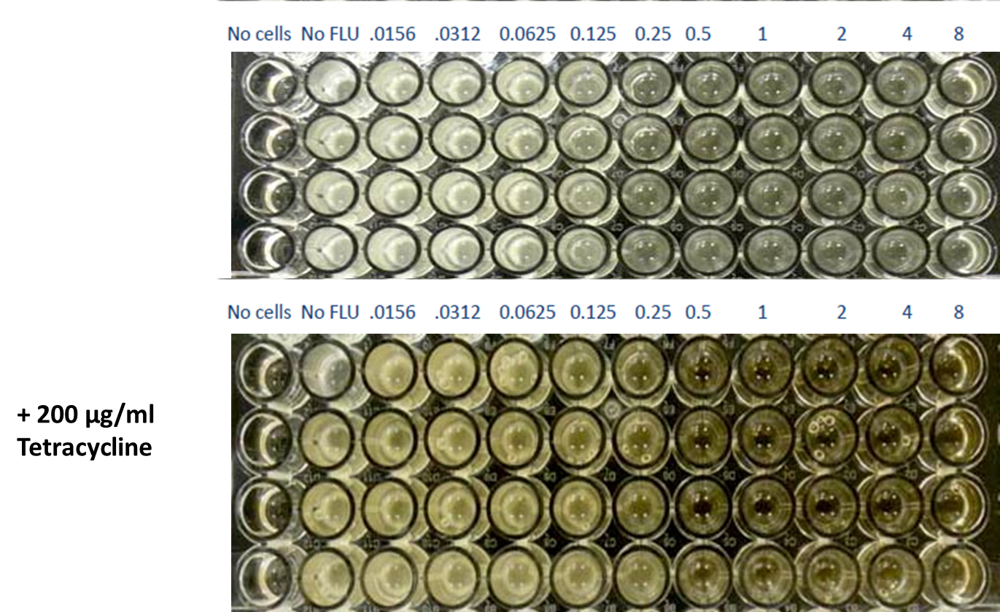 No cells No FLU .0156 .0312 0.0625 0.125 0.25 0.5 1 2 4 8
No cells No FLU .0156 .0312 0.0625 0.125 0.25 0.5 1 2 4 8
+ 200 µg/ml
Tetracycline